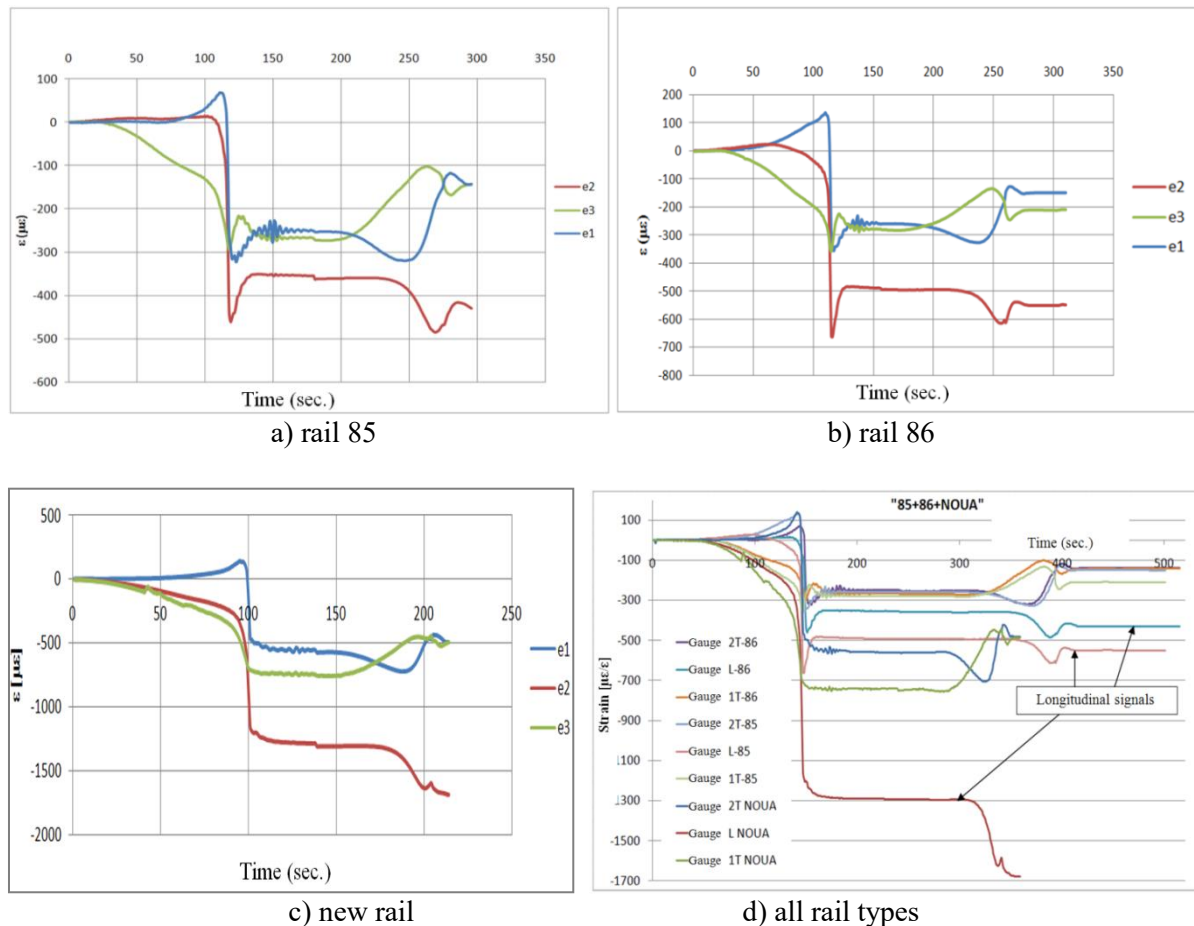 0 50 100 150 200 250 300 350
100
0
-100
-200
-300
-400
-500
-600
ε (με)
e2
e3
e1
Time (sec.)
a) rail 85
0 50 100 150 200 250 300 350
200
100
0
-100
-200
-300
-400
-500
-600
-700
-800
ε (με)
e2
e3
e1
Time (sec.)
b) rail 86
500
0
-500
-1000
-1500
-2000
0 50 100 150 200 250
ε [με]
e1
e2
e3
Time (sec.)
c) new rail
"85+86+NOUA"
100
-100
-300
-500
-700
-900
-1100
-1300
-1500
-1700
0 100 200 300 400 500
Time (sec.)
Strain [με/ε]
Gauge 2T-86
Gauge L-86
Gauge 1T-86
Gauge 2T-85
Gauge L-85
Gauge 1T-85
Gauge 2T NOUA
Gauge L NOUA
Gauge 1T NOUA
Longitudinal signals
d) all rail types